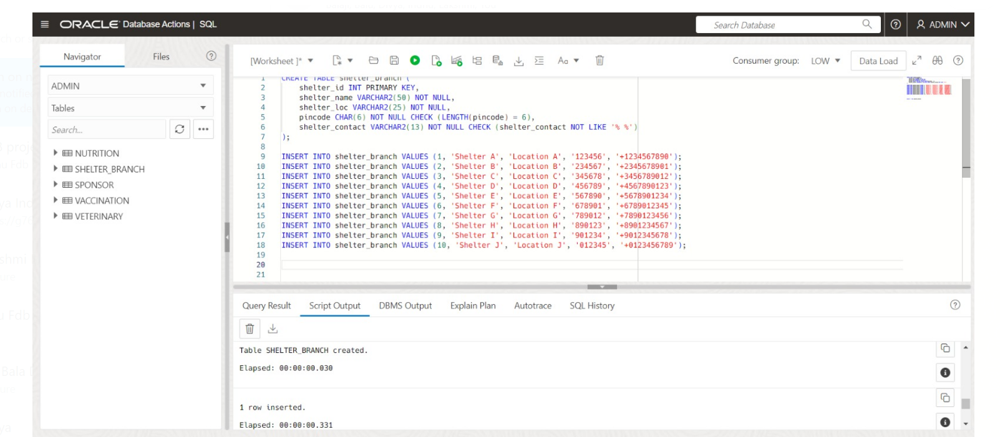 ORACLE Database Actions | SQL
Search Database
ADMIN
Navigator
Files
ADMIN
Tables
Search...
NUTRITION
SHELTER_BRANCH
SPONSOR
VACCINATION
VETERINARY
[Worksheet ]*
Aa
Consumer group: LOW
Data Load
1 CREATE TABLE shelter_branch (
2 shelter_id INT PRIMARY KEY,
3 shelter_name VARCHAR2(50) NOT NULL,
4 shelter_loc VARCHAR2(25) NOT NULL,
5 pincode CHAR(6) NOT NULL CHECK (LENGTH(pincode) = 6),
6 shelter_contact VARCHAR2(13) NOT NULL CHECK (shelter_contact NOT LIKE '% %')
7 );
8
9 INSERT INTO shelter_branch VALUES (1, 'Shelter A', 'Location A', '123456', '+1234567890');
10 INSERT INTO shelter_branch VALUES (2, 'Shelter B', 'Location B', '234567', '+2345678901');
11 INSERT INTO shelter_branch VALUES (3, 'Shelter C', 'Location C', '345678', '+3456789012');
12 INSERT INTO shelter_branch VALUES (4, 'Shelter D', 'Location D', '456789', '+4567890123');
13 INSERT INTO shelter_branch VALUES (5, 'Shelter E', 'Location E', '567890', '+5678901234');
14 INSERT INTO shelter_branch VALUES (6, 'Shelter F', 'Location F', '678901', '+6789012345');
15 INSERT INTO shelter_branch VALUES (7, 'Shelter G', 'Location G', '789012', '+7890123456');
16 INSERT INTO shelter_branch VALUES (8, 'Shelter H', 'Location H', '890123', '+8901234567');
17 INSERT INTO shelter_branch VALUES (9, 'Shelter I', 'Location I', '901234', '+9012345678');
18 INSERT INTO shelter_branch VALUES (10, 'Shelter J', 'Location J', '012345', '+0123456789');
19
20
21
Query Result
Script Output
DBMS Output
Explain Plan
Autotrace
SQL History
Table SHELTER_BRANCH created.
Elapsed: 00:00:00.030
1 row inserted.
Elapsed: 00:00:00.331